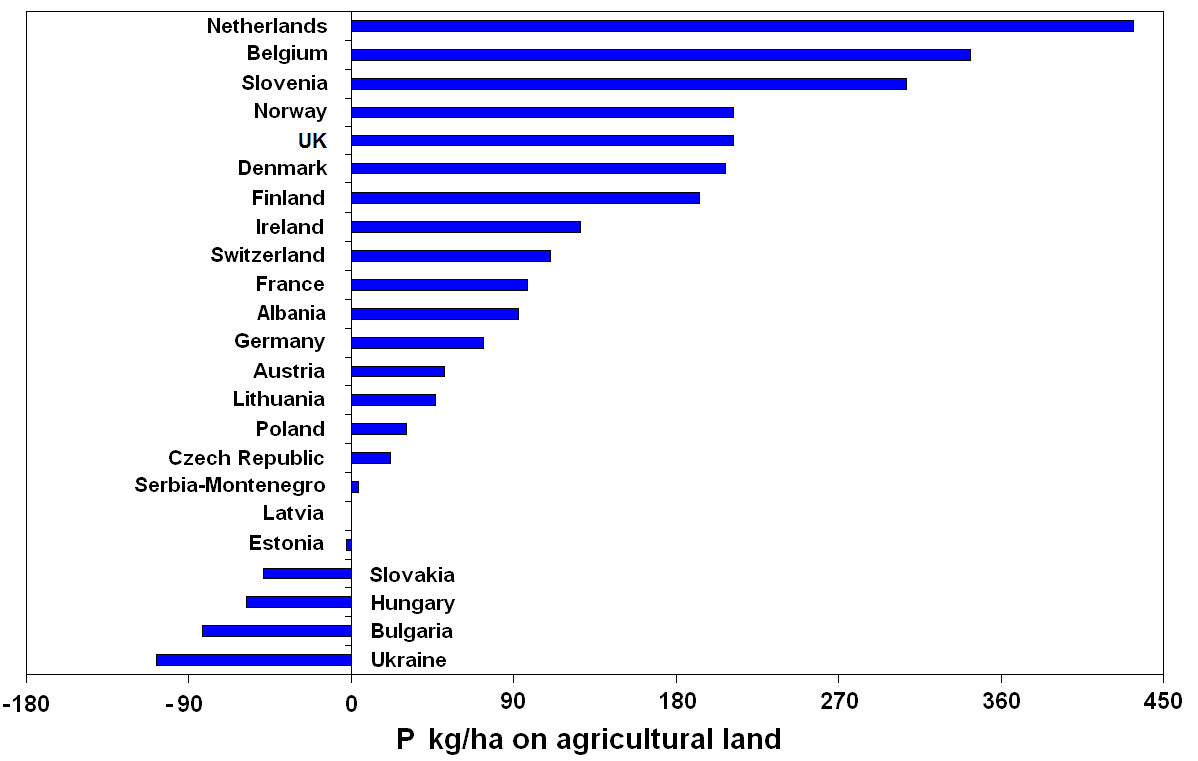 Netherlands
Belgium
Slovenia
Norway
UK
Denmark
Finland
Ireland
Switzerland
France
Albania
Germany
Austria
Lithuania
Poland
Czech Republic
Serbia-Montenegro
Latvia
Estonia
Slovakia
Hungary
Bulgaria
Ukraine
-180 -90 0 90 180 270 360 450
P kg/ha on agricultural land